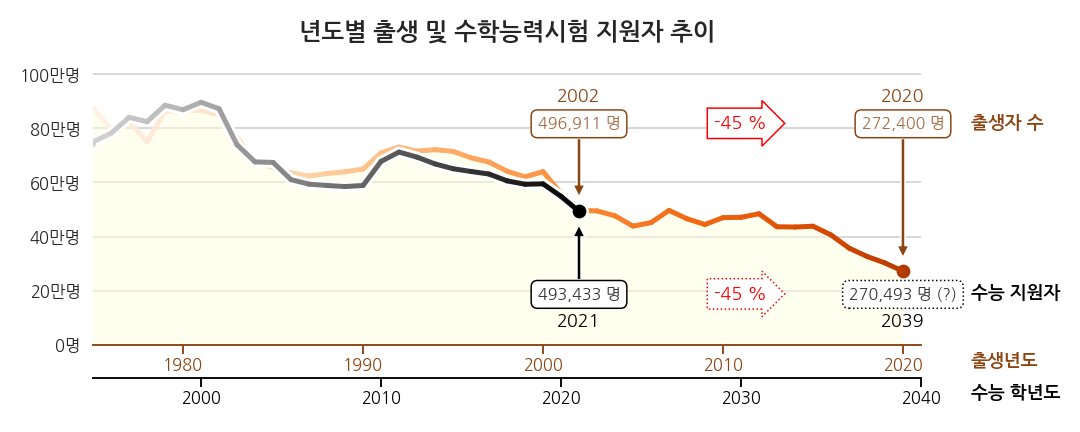 년도별 출생 및 수학능력시험 지원자 추이
100만명
80만명
60만명
40만명
20만명
0명
2002
496,911 명
-45 %
2020
272,400 명
출생자 수
493,433 명
2021
-45 %
270,493 명 (?)
2039
수능 지원자
1980
1990
2000
2010
2020
출생년도
2000
2010
2020
2030
2040
수능 학년도